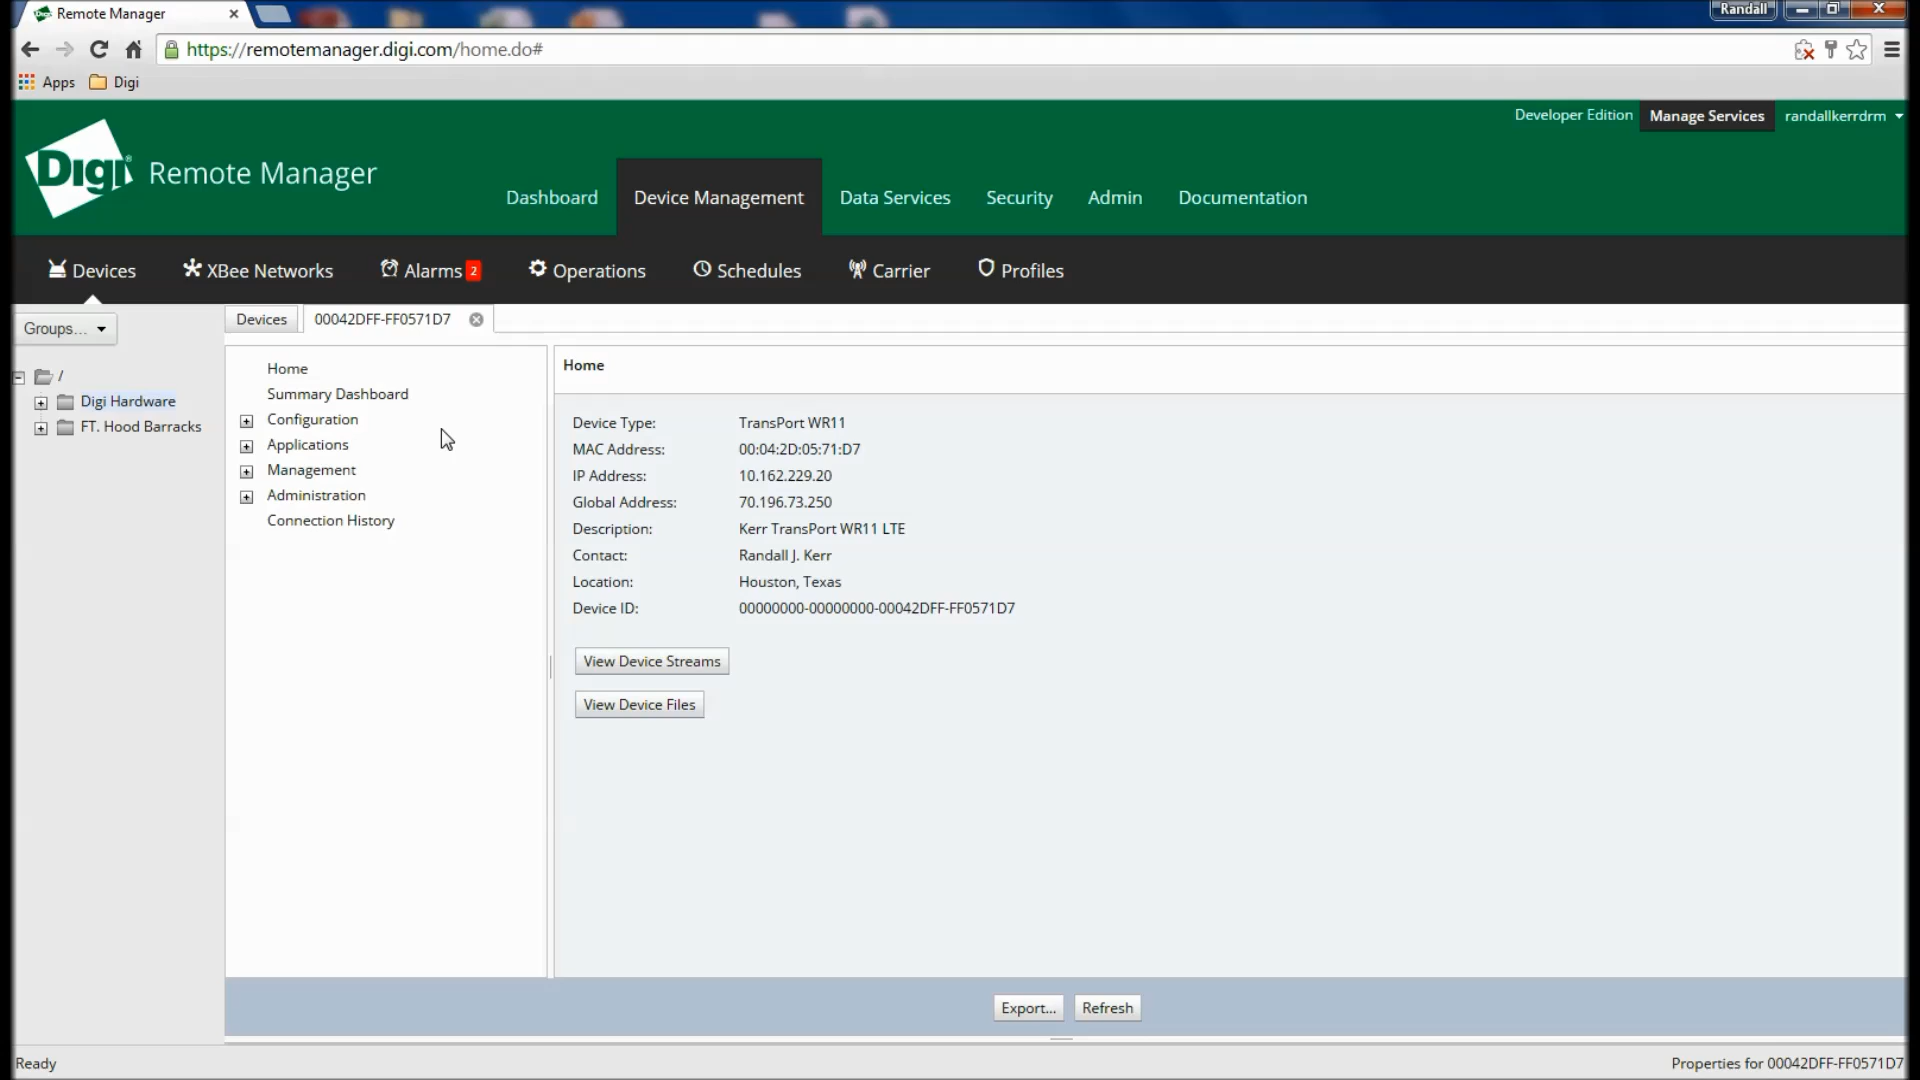 Remote Manager
Randall
https://remotemanager.digi.com/home.do#
Apps Digi
Developer Edition Manage Services randallkerrdrm
Digi Remote Manager
Dashboard Device Management Data Services Security Admin Documentation
Devices XBee Networks Alarms 2 Operations Schedules Carrier Profiles
Groups...
Devices 00042DFF-FF0571D7
/
Digi Hardware
FT. Hood Barracks
Home
Summary Dashboard
Configuration
Applications
Management
Administration
Connection History
Home
Device Type: TransPort WR11
MAC Address: 00:04:2D:05:71:D7
IP Address: 10.162.229.20
Global Address: 70.196.73.250
Description: Kerr TransPort WR11 LTE
Contact: Randall J. Kerr
Location: Houston, Texas
Device ID: 00000000-00000000-00042DFF-FF0571D7
View Device Streams
View Device Files
Export... Refresh
Ready
Properties for 00042DFF-FF0571D7